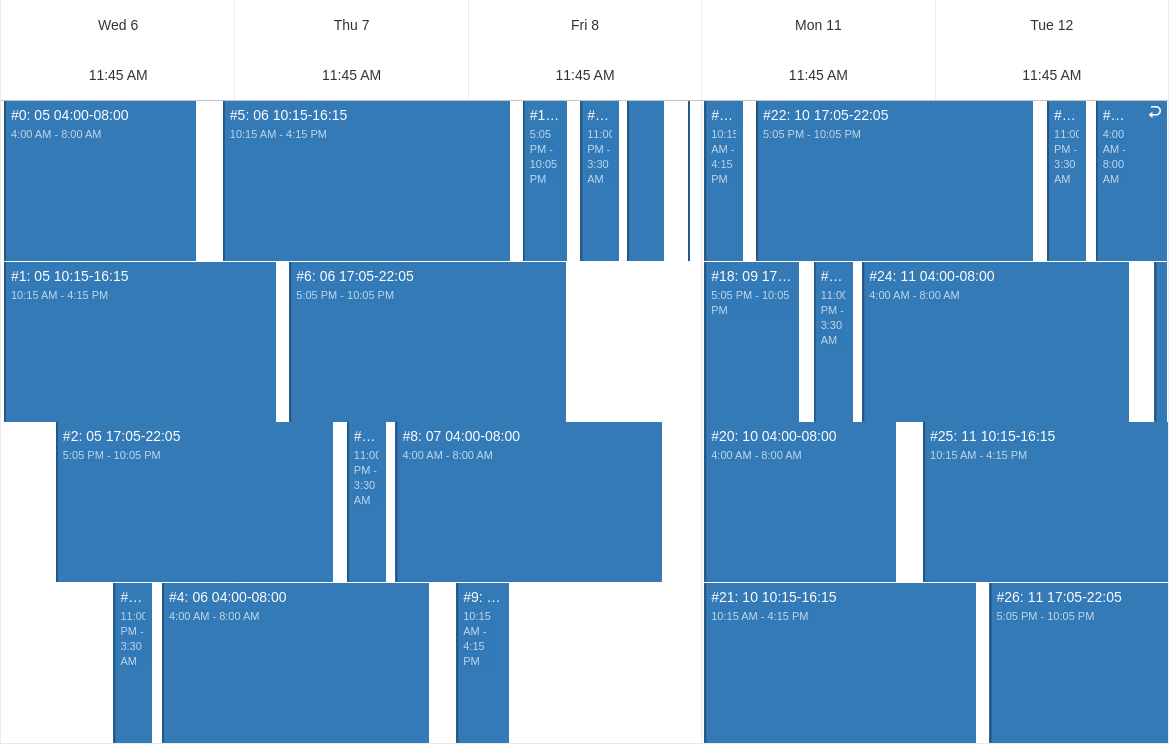 Wed 6
Thu 7
Fri 8
Mon 11
Tue 12
11:45 AM
11:45 AM
11:45 AM
11:45 AM
11:45 AM
#0: 05 04:00-08:00
4:00 AM - 8:00 AM
#5: 06 10:15-16:15
10:15 AM - 4:15 PM
#1…
5:05
PM -
10:05
PM
#…
11:00
PM -
3:30
AM
#…
10:15
AM -
4:15
PM
#22: 10 17:05-22:05
5:05 PM - 10:05 PM
#…
11:00
PM -
3:30
AM
#…
4:00
AM -
8:00
AM
#1: 05 10:15-16:15
10:15 AM - 4:15 PM
#6: 06 17:05-22:05
5:05 PM - 10:05 PM
#18: 09 17…
5:05 PM - 10:05
PM
#…
11:00
PM -
3:30
AM
#24: 11 04:00-08:00
4:00 AM - 8:00 AM
#2: 05 17:05-22:05
5:05 PM - 10:05 PM
#…
11:00
PM -
3:30
AM
#8: 07 04:00-08:00
4:00 AM - 8:00 AM
#20: 10 04:00-08:00
4:00 AM - 8:00 AM
#25: 11 10:15-16:15
10:15 AM - 4:15 PM
#…
11:00
PM -
3:30
AM
#4: 06 04:00-08:00
4:00 AM - 8:00 AM
#9: …
10:15
AM -
4:15
PM
#21: 10 10:15-16:15
10:15 AM - 4:15 PM
#26: 11 17:05-22:05
5:05 PM - 10:05 PM